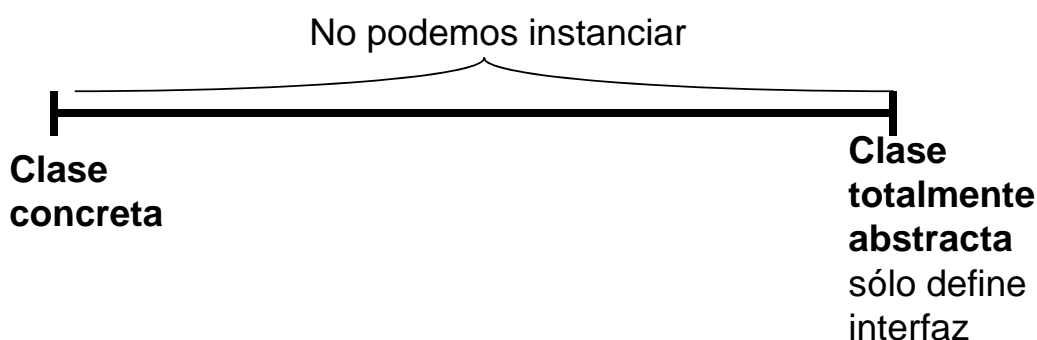 No podemos instanciar
Clase
concreta
Clase
totalmente
abstracta
sólo define
interfaz